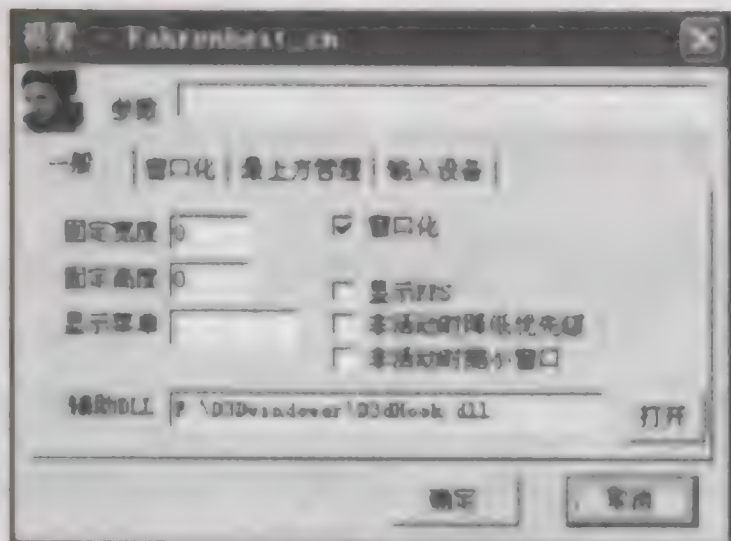 设置 - Fahrenheit_cn
参数
一般 窗口化 最上方管理 输入设备
固定宽度 0 窗口化
固定高度 0 显示FPS
显示菜单 非活动时降低优先级
非活动时缩小窗口
辅助DLL F:\D3Dwindower\D3dHook.dll 打开
确定 取消